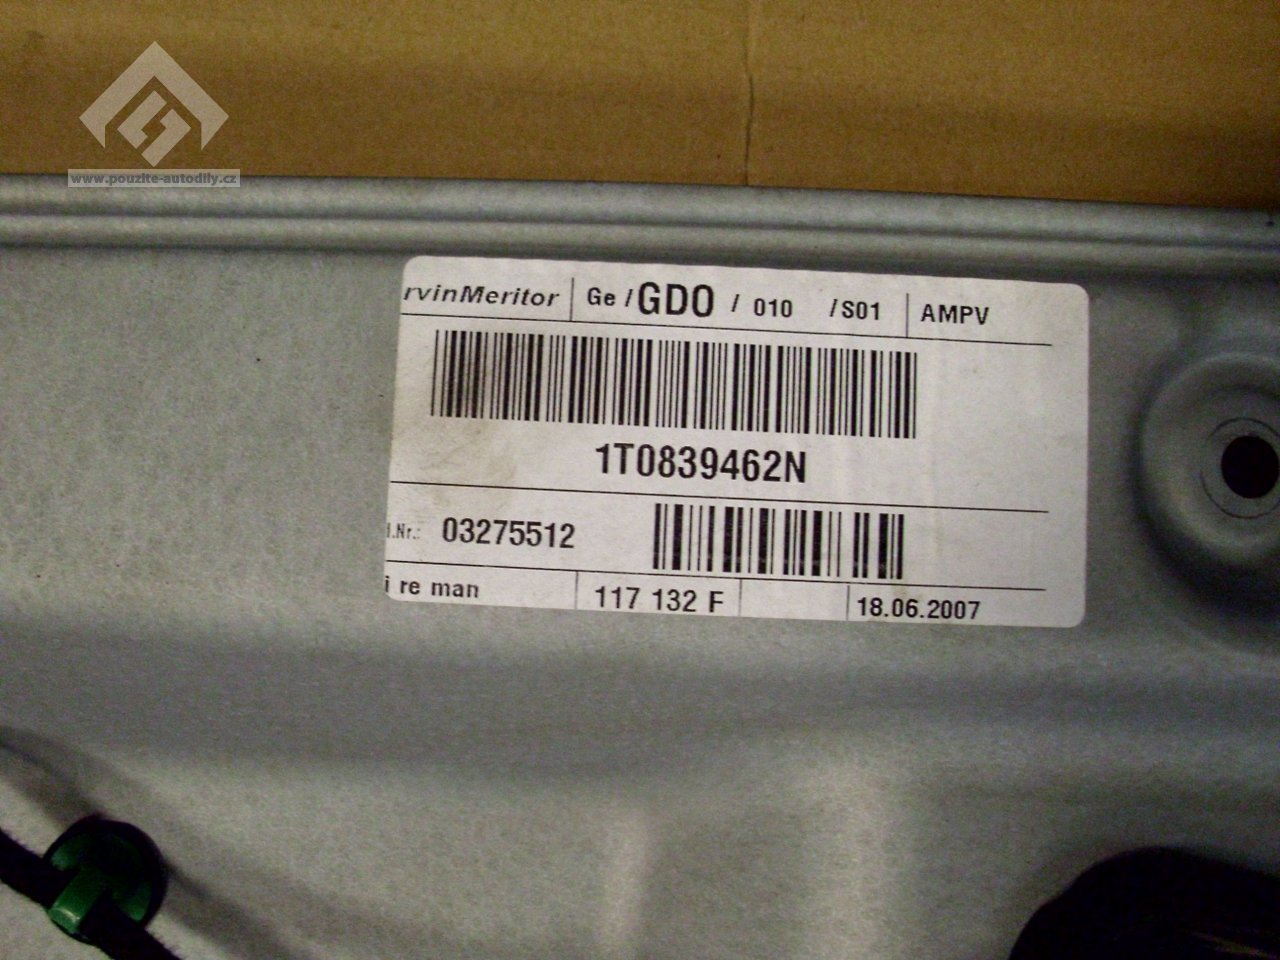 www.pouzite-autodily.cz
rvinMeritor Ge / GDO / 010 /S01 AMPV
1T0839462N
l.Nr.: 03275512
i re man 117 132 F 18.06.2007